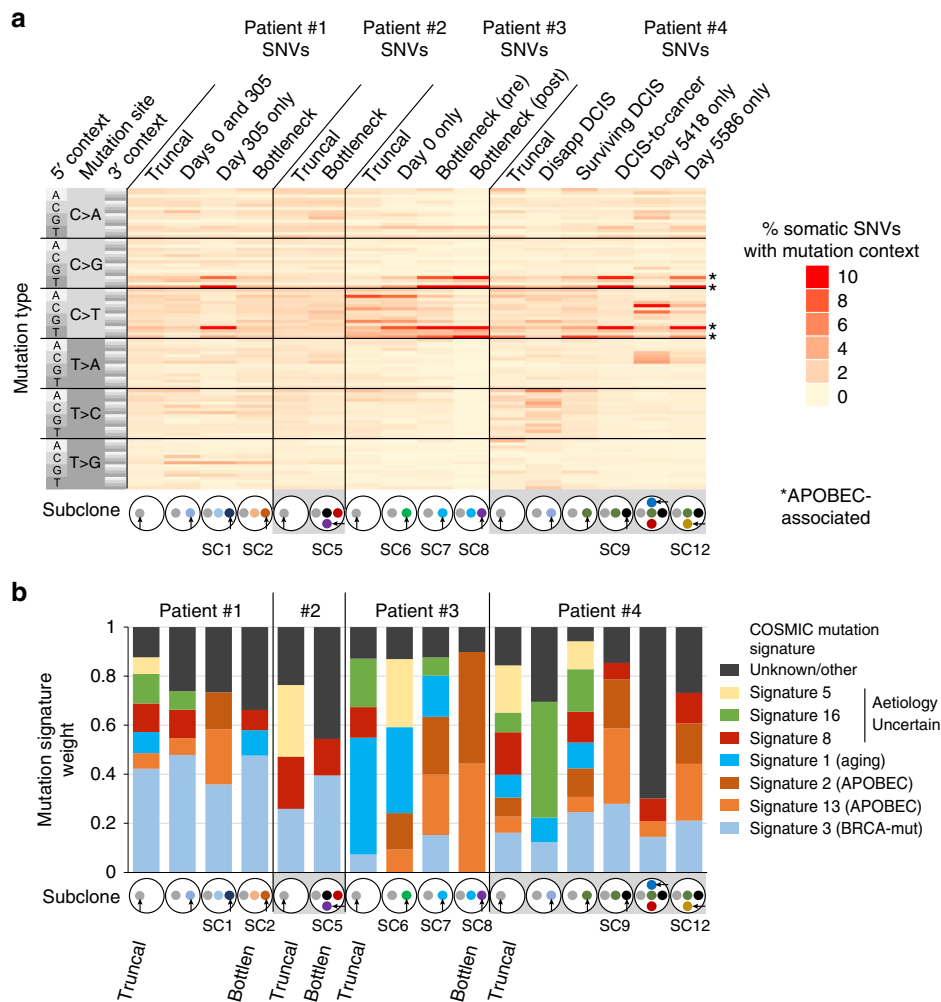 a
Patient #1 SNVs
Patient #2 SNVs
Patient #3 SNVs
Patient #4 SNVs
5′ context
Mutation site
3′ context
Truncal
Days 0 and 305
Day 305 only
Bottleneck
Truncal
Bottleneck
Truncal
Day 0 only
Bottleneck (pre)
Bottleneck (post)
Truncal
Disapp DCIS
Surviving DCIS
DCIS-to-cancer
Day 5418 only
Day 5586 only
Mutation type
A
C
G
T
C>A
A
C
G
T
C>G
*
*
A
C
G
T
C>T
*
*
A
C
G
T
T>A
A
C
G
T
T>C
A
C
G
T
T>G
% somatic SNVs
with mutation context
10
8
6
4
2
0
*APOBEC-
associated
Subclone
SC1 SC2 SC5 SC6 SC7 SC8 SC9 SC12
b
Patient #1 #2 Patient #3 Patient #4
Mutation signature
weight
1
0.8
0.6
0.4
0.2
0
COSMIC mutation
signature
Unknown/other
Signature 5
Signature 16
Signature 8
Aetiology
Uncertain
Signature 1 (aging)
Signature 2 (APOBEC)
Signature 13 (APOBEC)
Signature 3 (BRCA-mut)
Subclone
SC1 SC2 SC5 SC6 SC7 SC8 SC9 SC12
Truncal
Bottlen
Truncal
Bottlen
Truncal
Bottlen
Truncal